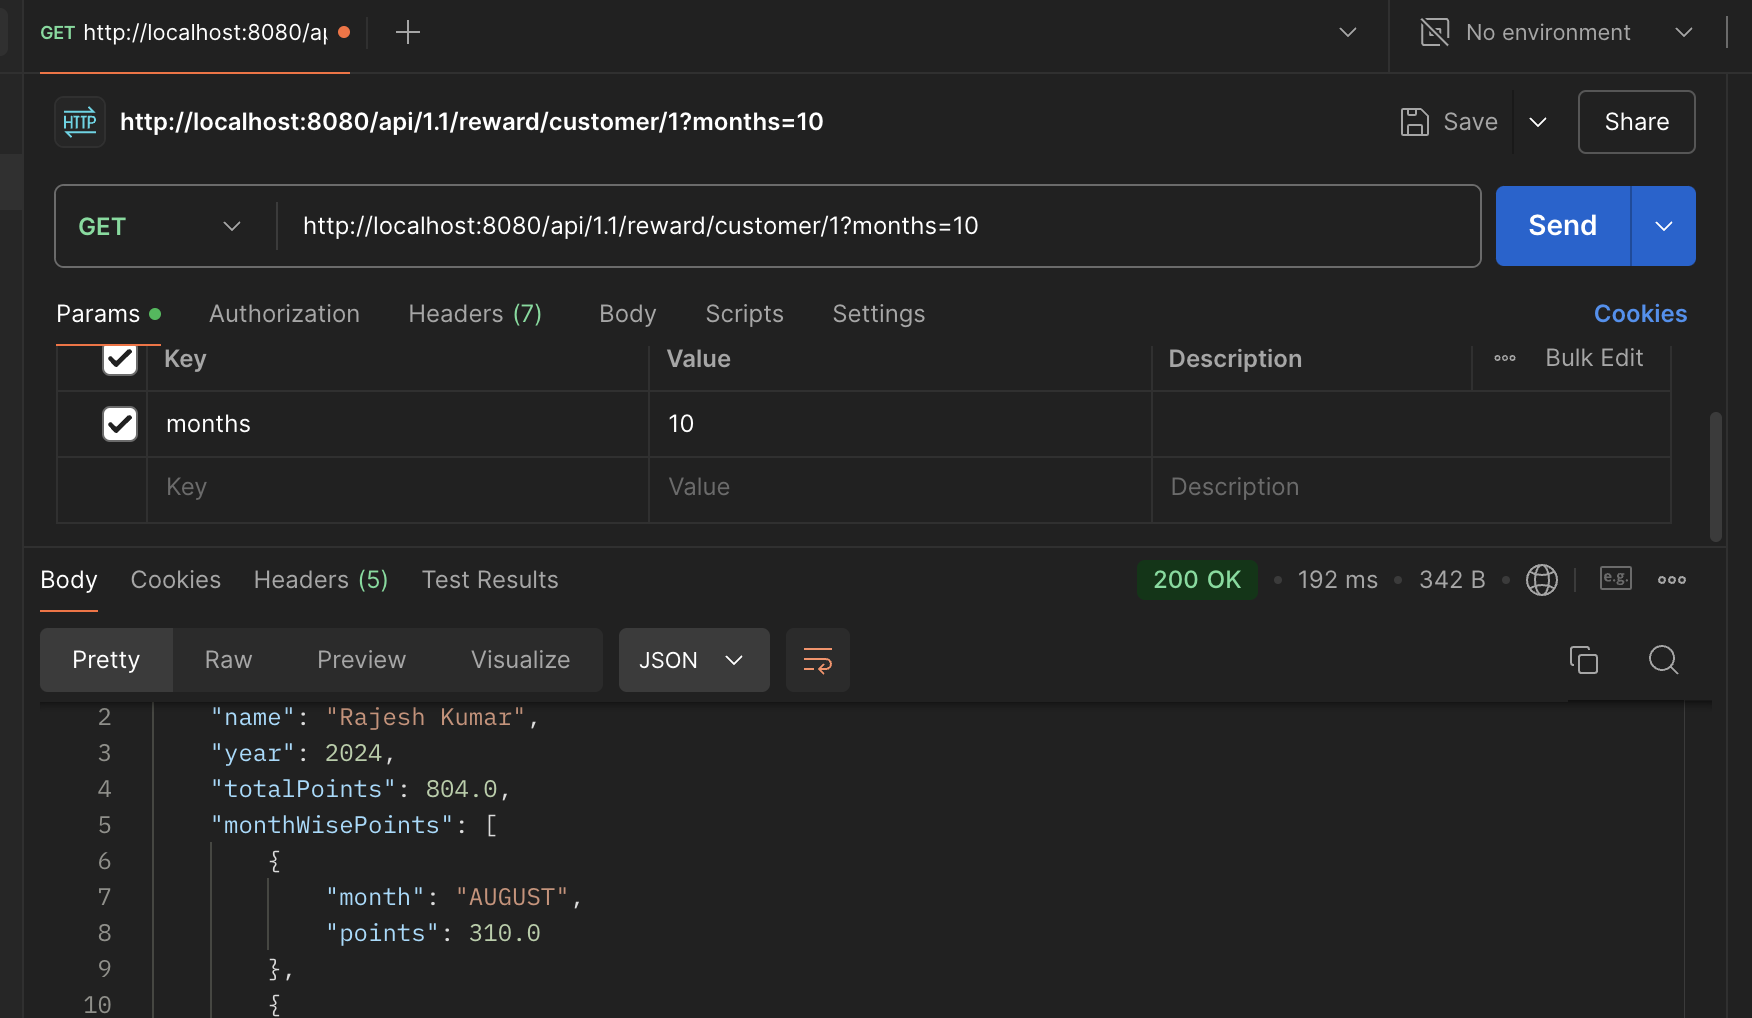 GET http://localhost:8080/ap
No environment
HTTP http://localhost:8080/api/1.1/reward/customer/1?months=10
Save
Share
GET http://localhost:8080/api/1.1/reward/customer/1?months=10
Send
Params Authorization Headers (7) Body Scripts Settings Cookies
Key Value Description Bulk Edit
months 10
Key Value Description
Body Cookies Headers (5) Test Results 200 OK • 192 ms • 342 B • e.g.
Pretty Raw Preview Visualize JSON
2 "name": "Rajesh Kumar",
3 "year": 2024,
4 "totalPoints": 804.0,
5 "monthWisePoints": [
6 {
7 "month": "AUGUST",
8 "points": 310.0
9 },
10 {